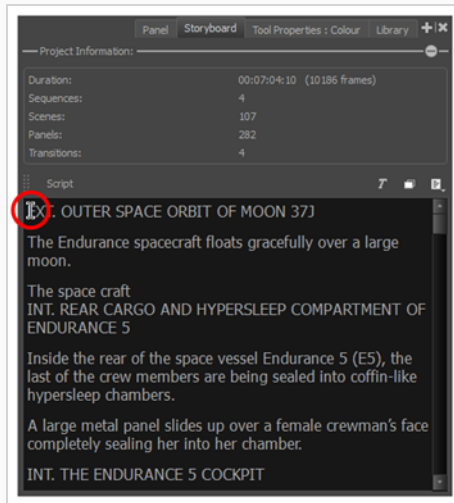 Panel Storyboard Tool Properties : Colour Library
Project Information:
Duration: 00:07:04:10 (10186 frames)
Sequences: 4
Scenes: 107
Panels: 282
Transitions: 4
Script T
EXT. OUTER SPACE ORBIT OF MOON 37J
The Endurance spacecraft floats gracefully over a large
moon.
The space craft
INT. REAR CARGO AND HYPERSLEEP COMPARTMENT OF
ENDURANCE 5
Inside the rear of the space vessel Endurance 5 (E5), the
last of the crew members are being sealed into coffin-like
hypersleep chambers.
A large metal panel slides up over a female crewman's face
completely sealing her into her chamber.
INT. THE ENDURANCE 5 COCKPIT